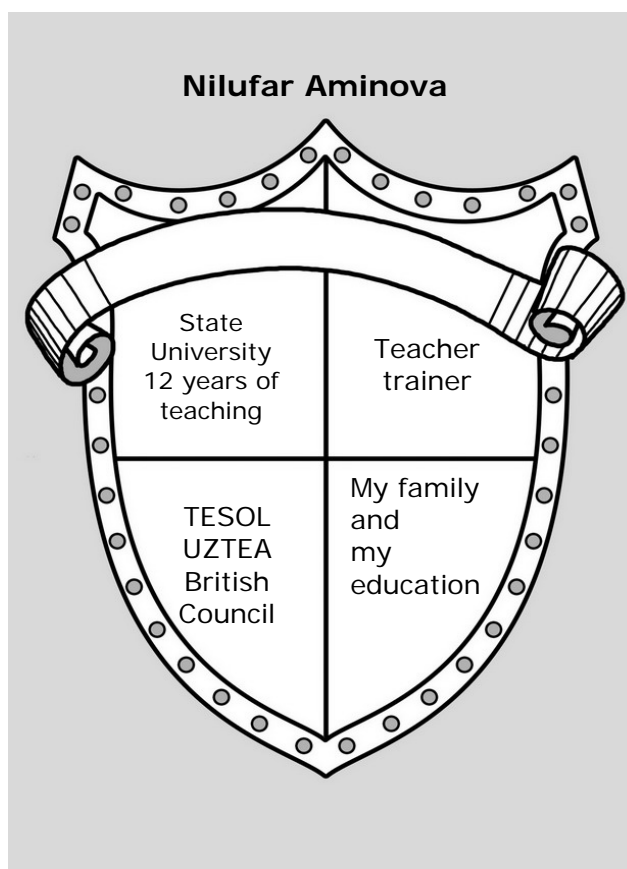 Nilufar Aminova
State
University
12 years of
teaching
Teacher
trainer
TESOL
UZTEA
British
Council
My family
and
my
education